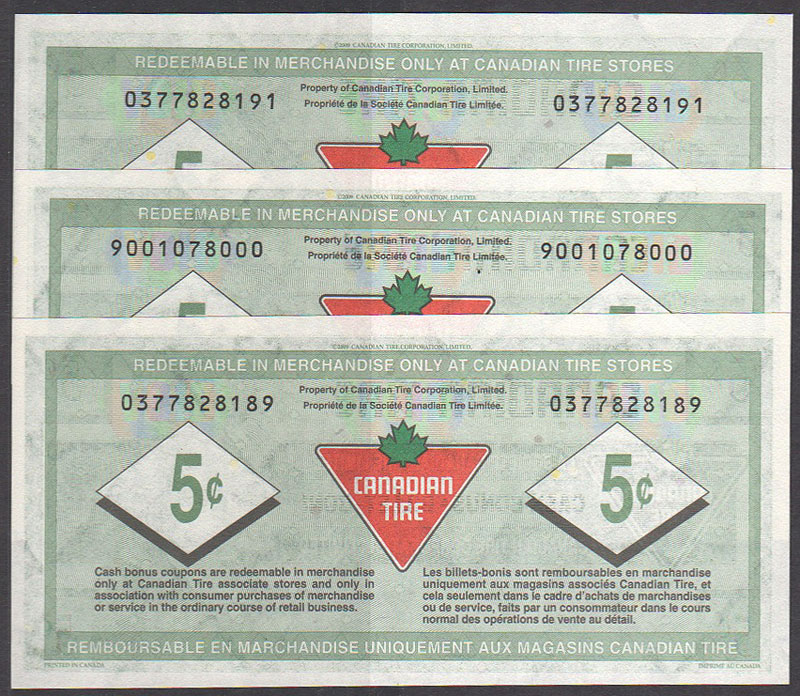 ©2009 CANADIAN TIRE CORPORATION, LIMITED.
REDEEMABLE IN MERCHANDISE ONLY AT CANADIAN TIRE STORES
0377828191
Property of Canadian Tire Corporation, Limited.
Propriété de la Société Canadian Tire Limitée.
0377828191
5
5
©2009 CANADIAN TIRE CORPORATION, LIMITED.
REDEEMABLE IN MERCHANDISE ONLY AT CANADIAN TIRE STORES
9001078000
Property of Canadian Tire Corporation, Limited.
Propriété de la Société Canadian Tire Limitée.
9001078000
5
5
©2009 CANADIAN TIRE CORPORATION, LIMITED.
REDEEMABLE IN MERCHANDISE ONLY AT CANADIAN TIRE STORES
0377828189
Property of Canadian Tire Corporation, Limited.
Propriété de la Société Canadian Tire Limitée.
0377828189
5¢
CANADIAN
TIRE
5¢
Cash bonus coupons are redeemable in merchandise
only at Canadian Tire associate stores and only in
association with consumer purchases of merchandise
or service in the ordinary course of retail business.
Les billets-bonis sont remboursables en marchandise
uniquement aux magasins associés Canadian Tire, et
cela seulement dans le cadre d'achats de marchandises
ou de service, faits par un consommateur dans le cours
normal des opérations de vente au détail.
REMBOURSABLE EN MARCHANDISE UNIQUEMENT AUX MAGASINS CANADIAN TIRE
PRINTED IN CANADA
IMPRIMÉ AU CANADA